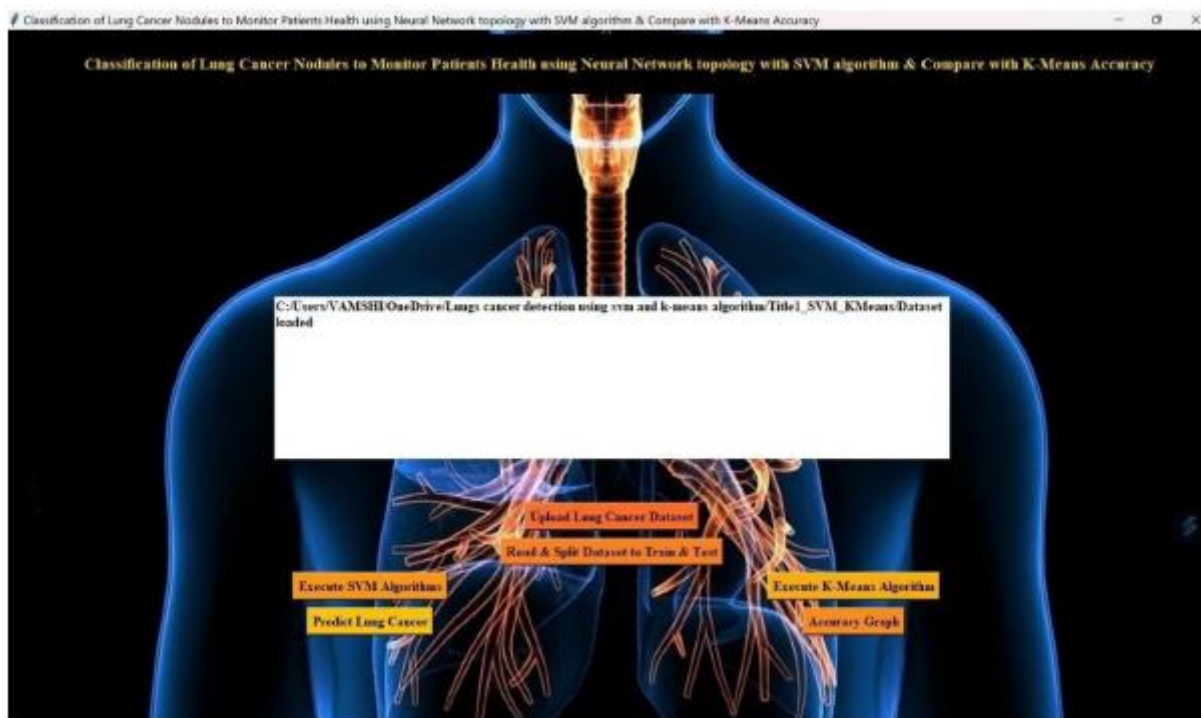 Classification of Lung Cancer Nodules to Monitor Patients Health using Neural Network topology with SVM algorithm & Compare with K-Means Accuracy
Classification of Lung Cancer Nodules to Monitor Patients Health using Neural Network topology with SVM algorithm & Compare with K-Means Accuracy
C:/Users/VAMSHI/OneDrive/Lungs cancer detection using svm and k-means algorithm/Title1_SVM_KMeans/Dataset
loaded
Upload Lung Cancer Dataset
Read & Split Dataset to Train & Test
Execute SVM Algorithms
Execute K-Means Algorithm
Predict Lung Cancer
Accuracy Graph